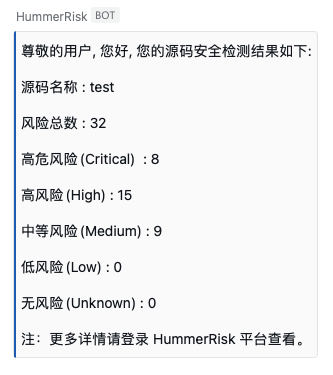 HummerRisk BOT
尊敬的用户, 您好, 您的源码安全检测结果如下:
源码名称 : test
风险总数 : 32
高危风险(Critical) : 8
高风险(High) : 15
中等风险(Medium) : 9
低风险(Low) : 0
无风险(Unknown) : 0
注：更多详情请登录 HummerRisk 平台查看。